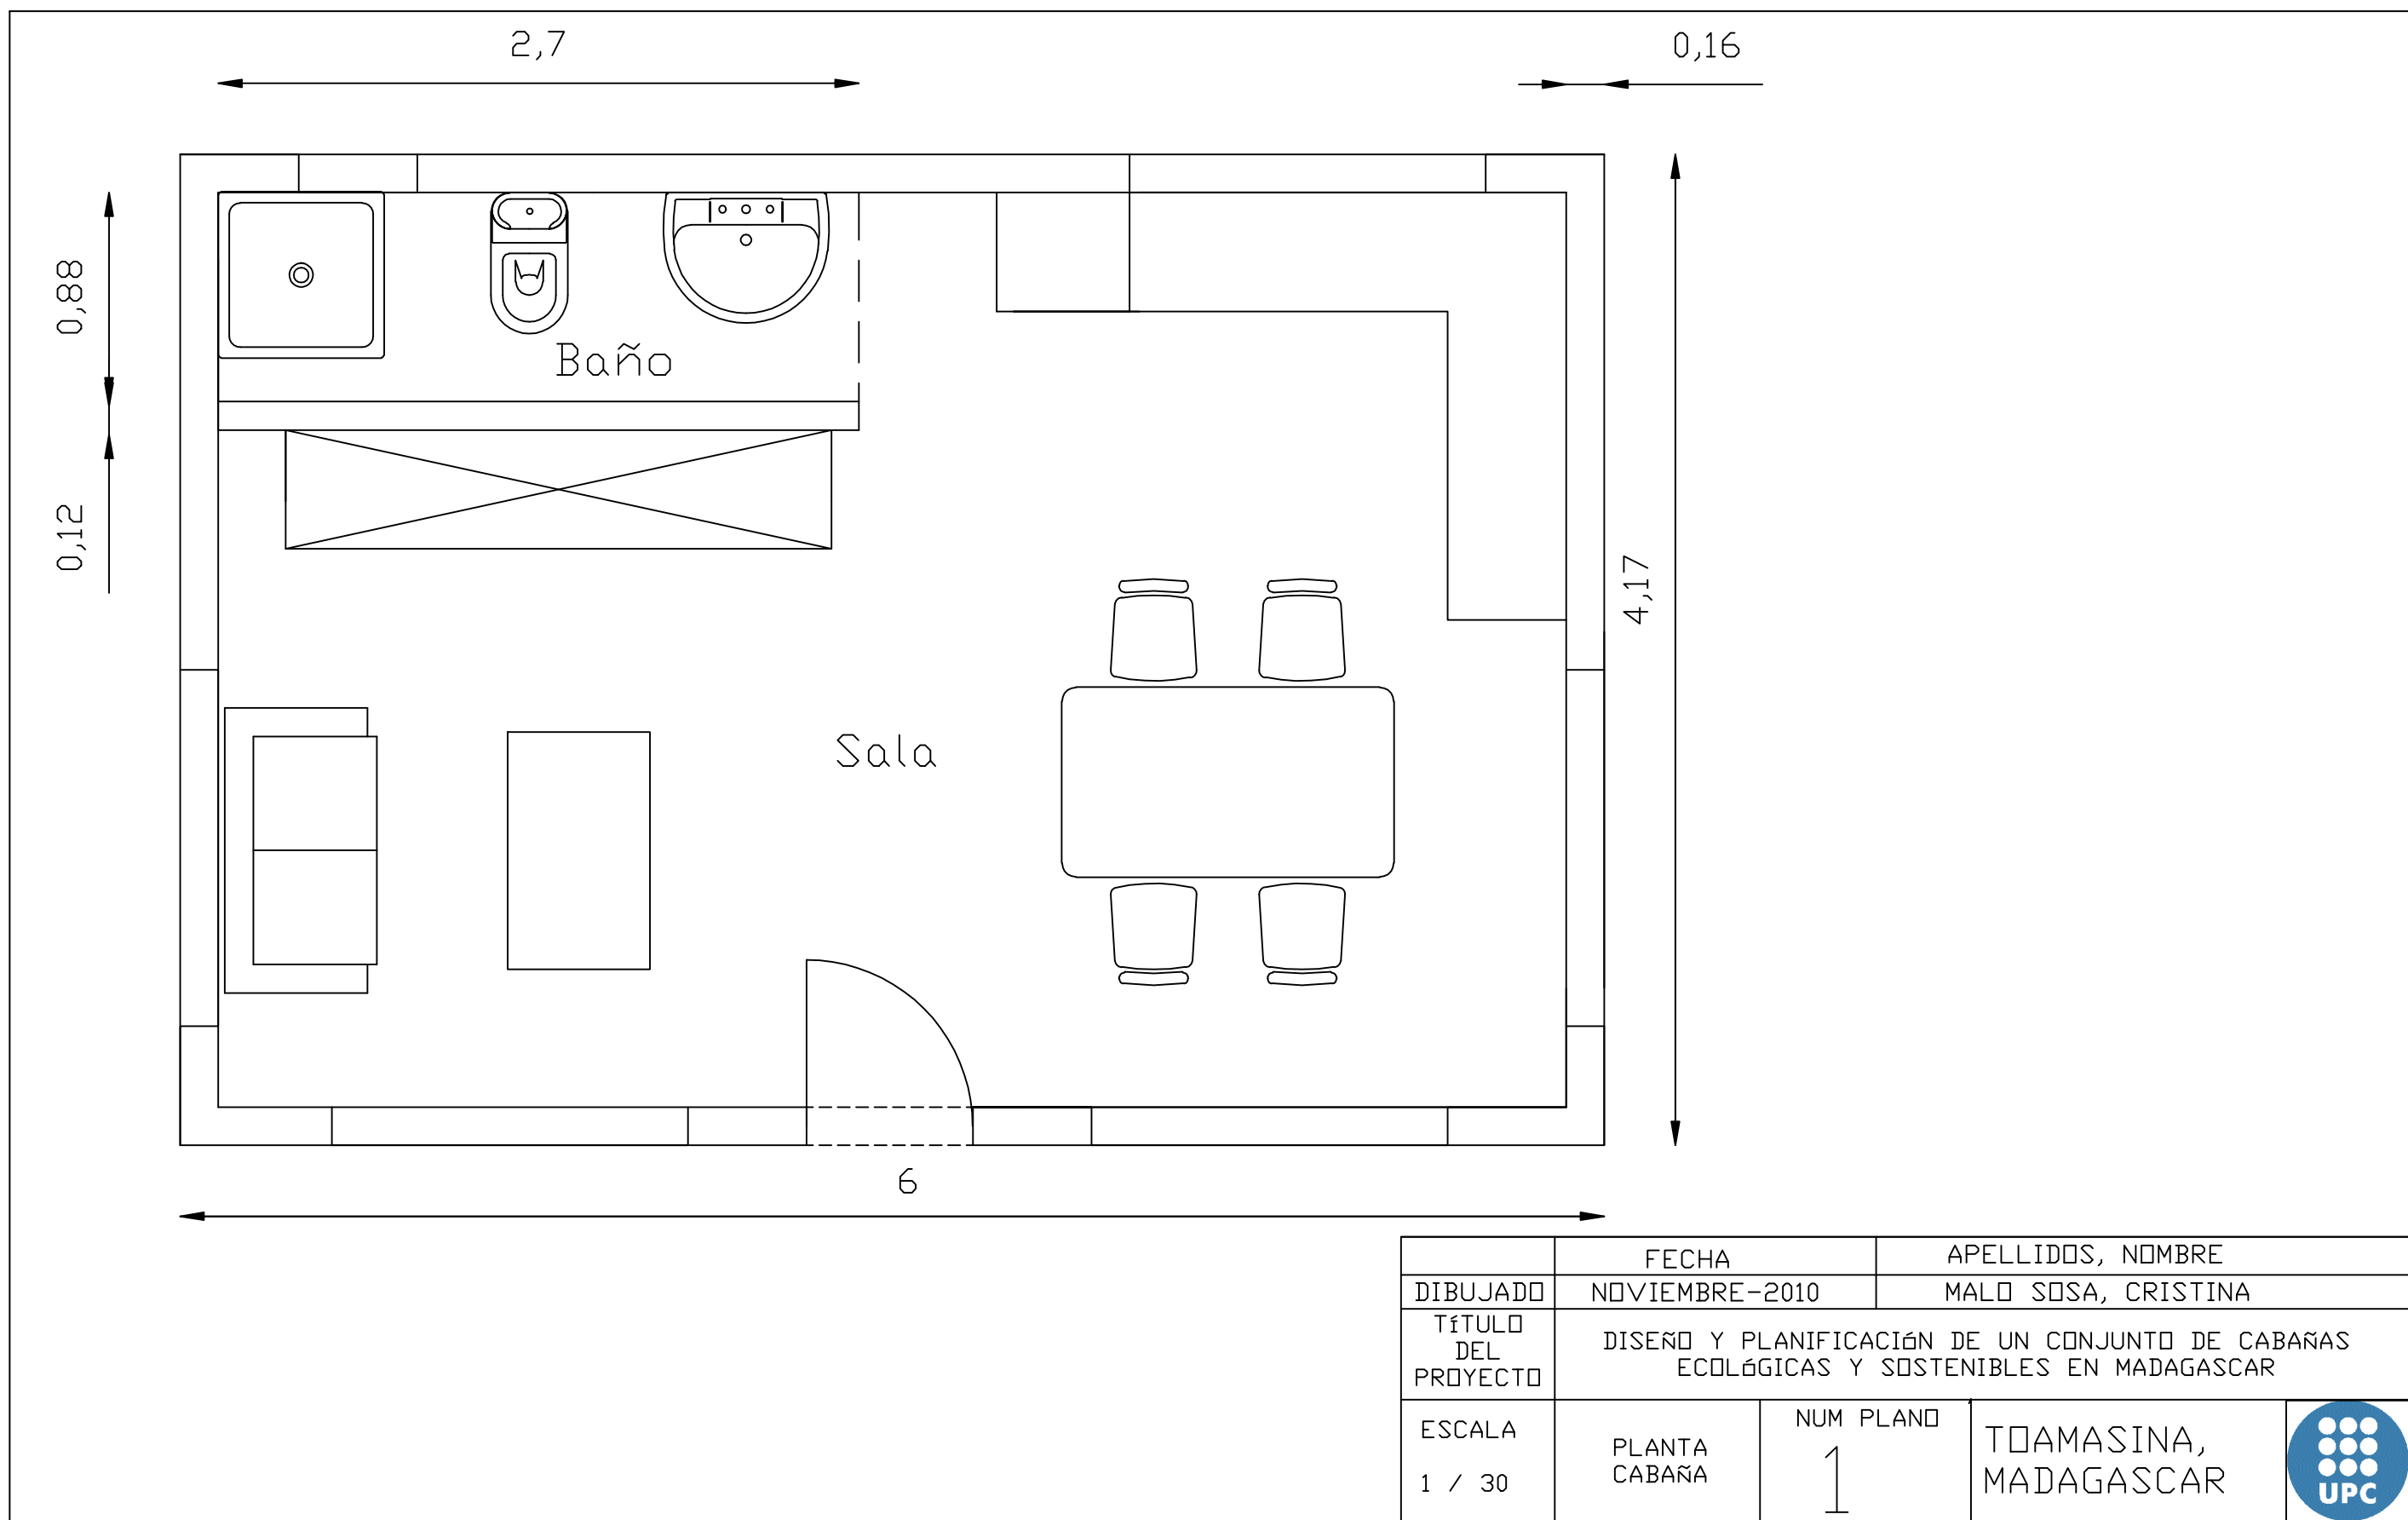 2,7
0,16
0,88
Baño
0,12
4,17
Sala
6
FECHA
APELLIDOS, NOMBRE
DIBUJADO
NOVIEMBRE-2010
MALO SOSA, CRISTINA
TíTULO
DEL
PROYECTO
DISEñO Y PLANIFICACIóN DE UN CONJUNTO DE CABAÑAS
ECOLóGICAS Y SOSTENIBLES EN MADAGASCAR
ESCALA
1 / 30
PLANTA
CABAÑA
NUM PLANO
1
TOAMASINA,
MADAGASCAR
UPC